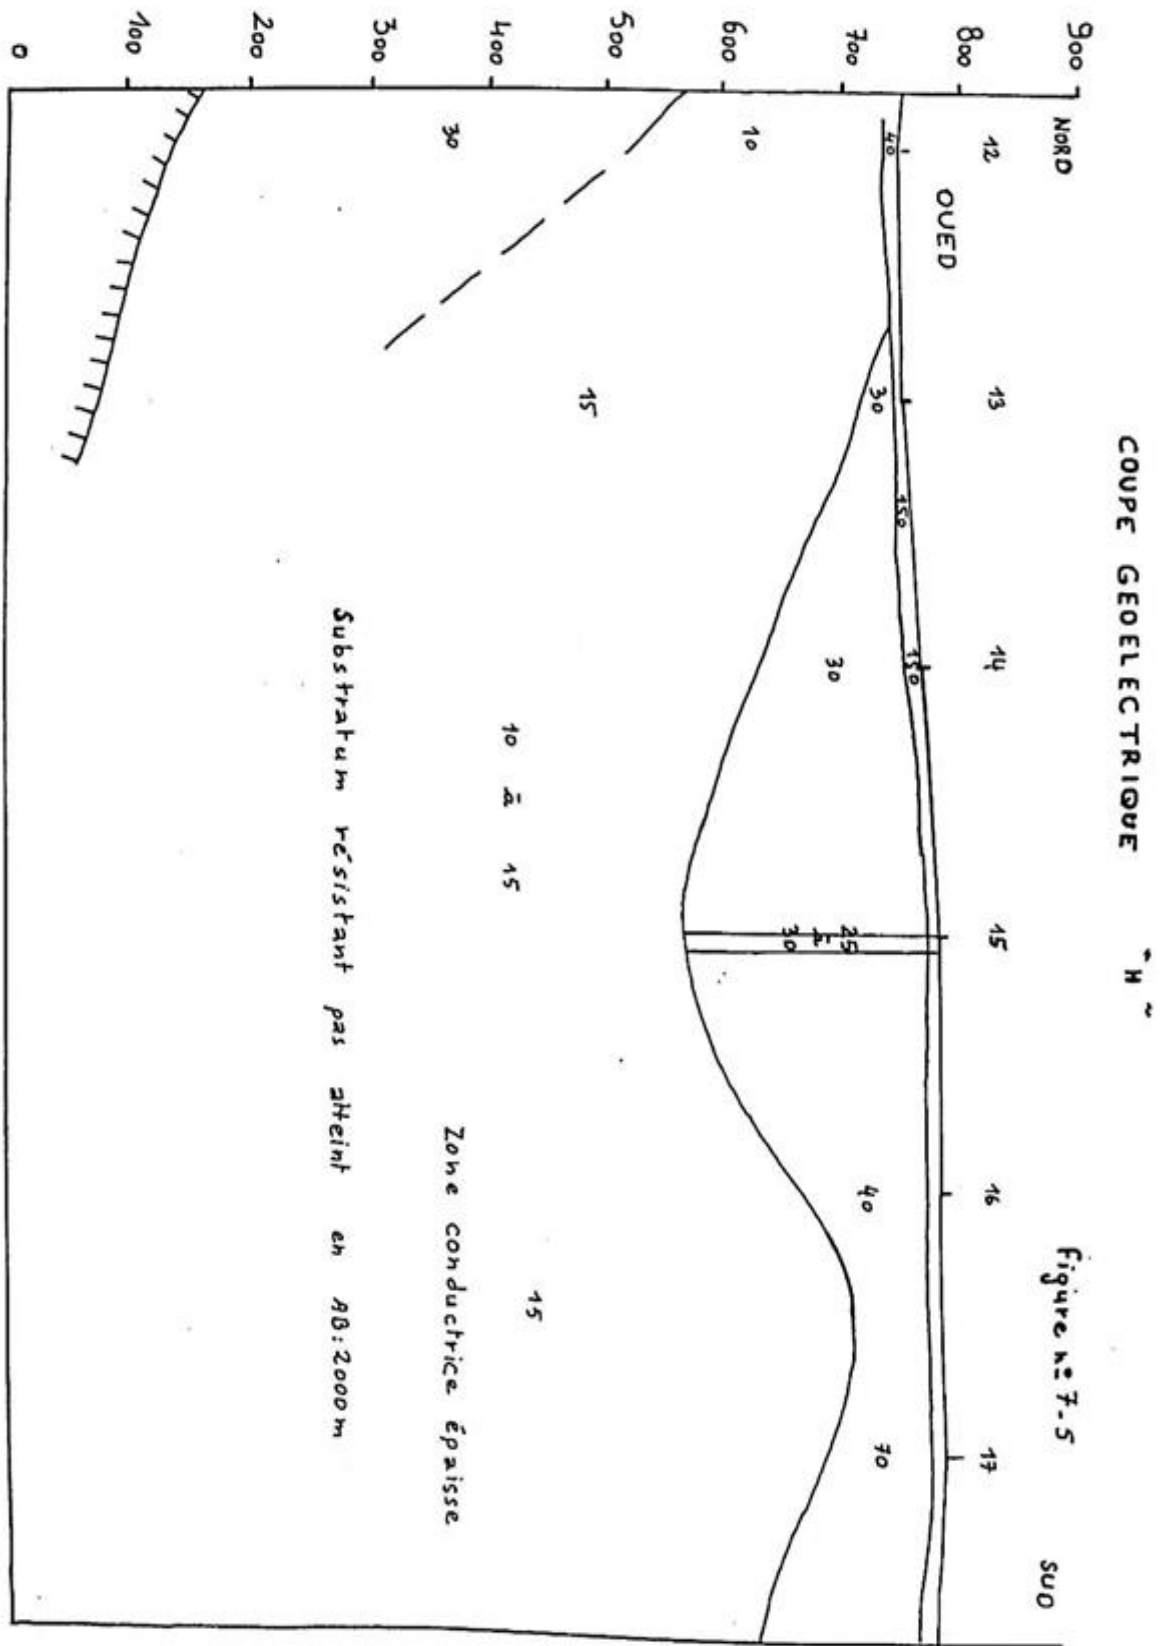 COUPE GEOELECTRIQUE "H"
Figure n° 7-5
NORD
SUD
12 13 14 15 16 17
OUED
900
800
700
600
500
400
300
200
100
0
40 150 150
30 30 25 à 30 40 70
10
30
15
10 à 15
15
Zone conductrice épaisse
Substratum résistant pas atteint en AB:2000m